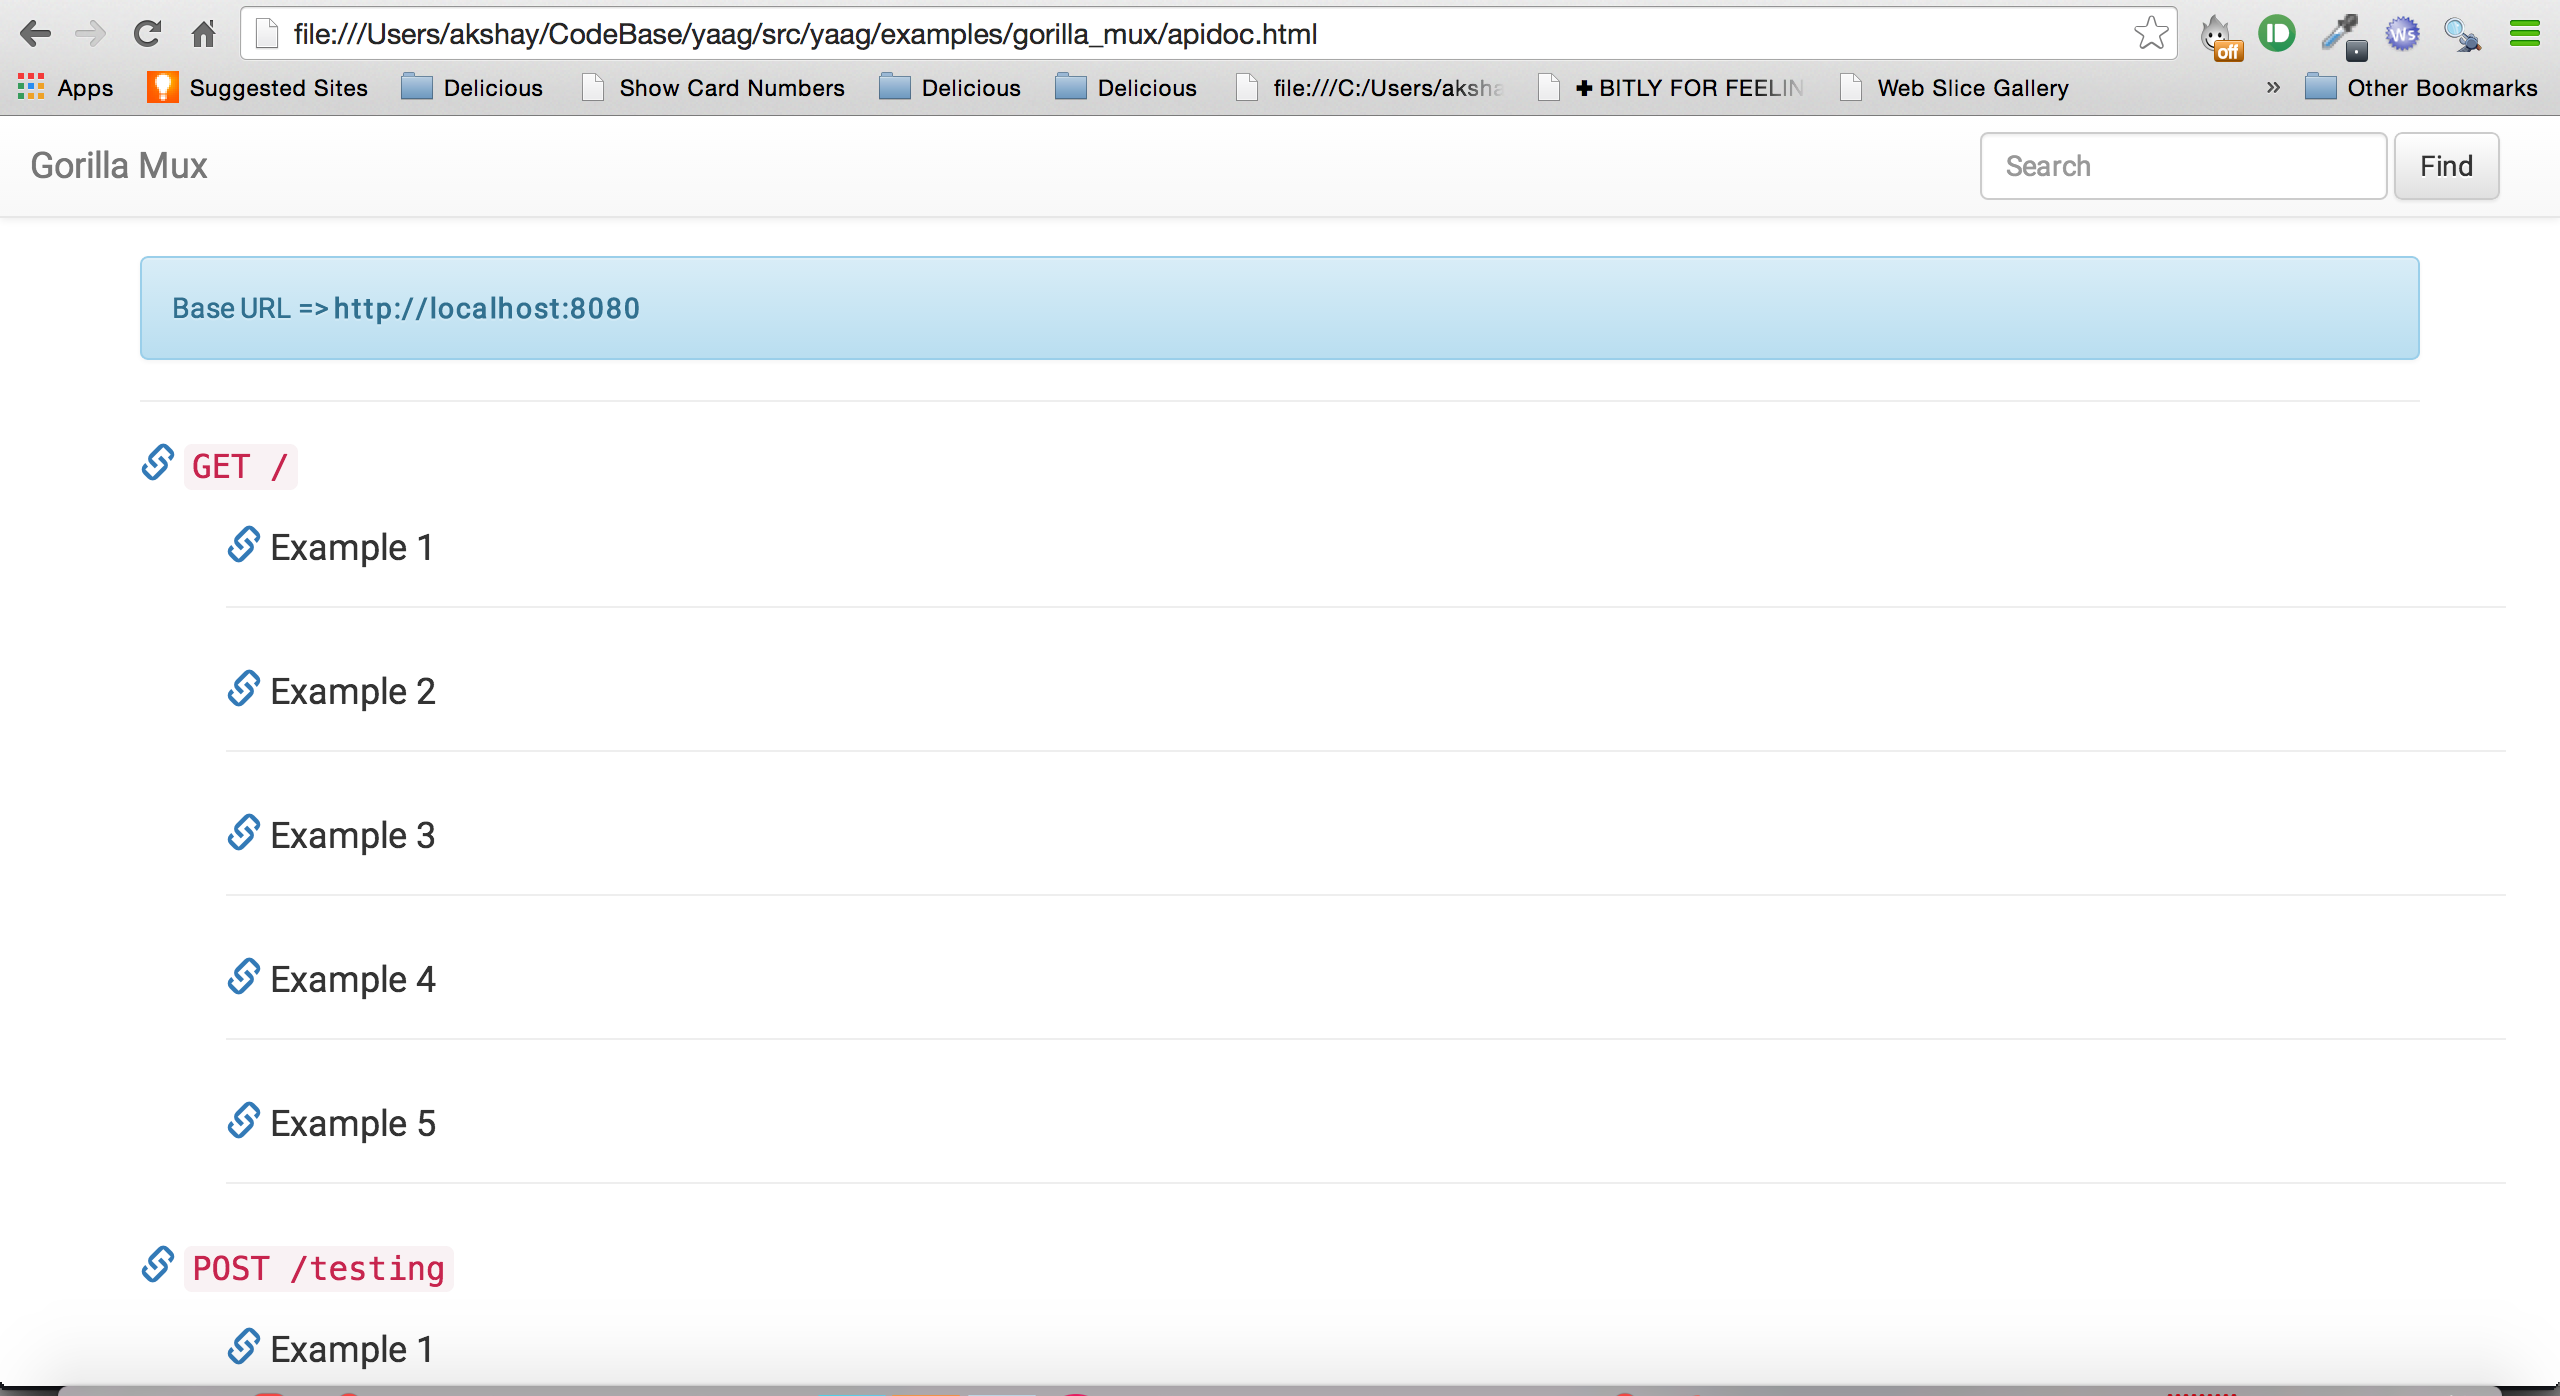 file:///Users/akshay/CodeBase/yaag/src/yaag/examples/gorilla_mux/apidoc.html
off
Ws
Apps Suggested Sites Delicious Show Card Numbers Delicious Delicious file:///C:/Users/aksha ✚ BITLY FOR FEELIN Web Slice Gallery » Other Bookmarks
Gorilla Mux Search Find
Base URL => http://localhost:8080
GET /
Example 1
Example 2
Example 3
Example 4
Example 5
POST /testing
Example 1